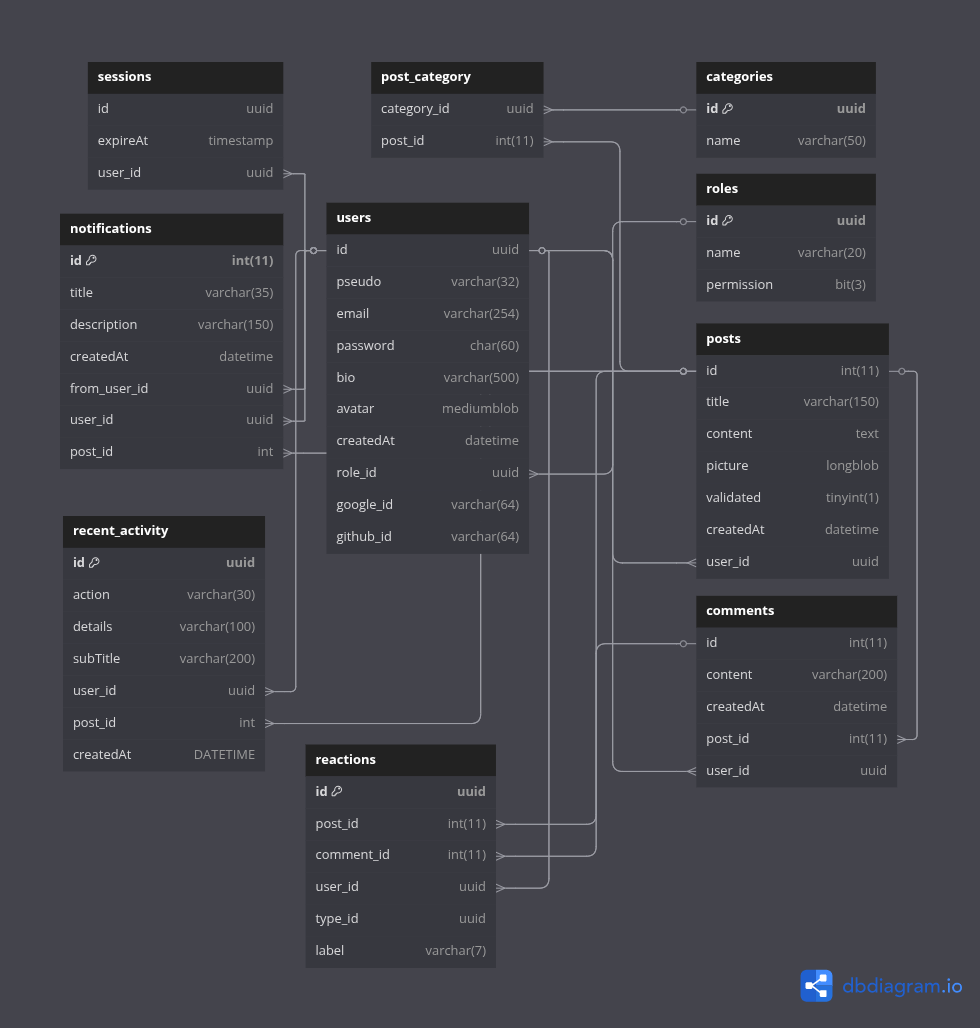 sessions
id uuid
expireAt timestamp
user_id uuid
post_category
category_id uuid
post_id int(11)
categories
id uuid
name varchar(50)
roles
id uuid
name varchar(20)
permission bit(3)
notifications
id int(11)
title varchar(35)
description varchar(150)
createdAt datetime
from_user_id uuid
user_id uuid
post_id int
users
id uuid
pseudo varchar(32)
email varchar(254)
password char(60)
bio varchar(500)
avatar mediumblob
createdAt datetime
role_id uuid
google_id varchar(64)
github_id varchar(64)
posts
id int(11)
title varchar(150)
content text
picture longblob
validated tinyint(1)
createdAt datetime
user_id uuid
recent_activity
id uuid
action varchar(30)
details varchar(100)
subTitle varchar(200)
user_id uuid
post_id int
createdAt DATETIME
comments
id int(11)
content varchar(200)
createdAt datetime
post_id int(11)
user_id uuid
reactions
id uuid
post_id int(11)
comment_id int(11)
user_id uuid
type_id uuid
label varchar(7)
dbdiagram.io